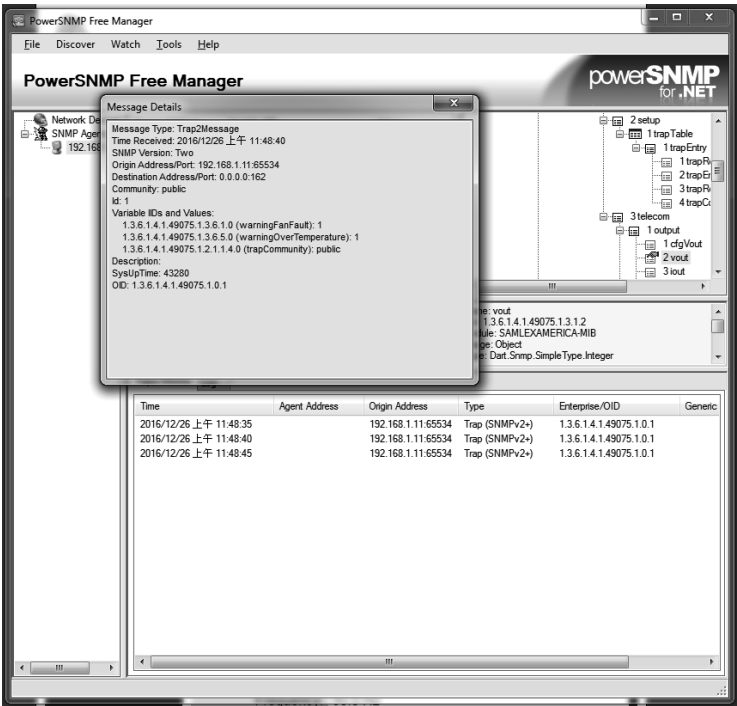 PowerSNMP Free Manager
File Discover Watch Tools Help
PowerSNMP Free Manager
powerSNMP
for .NET
Network De
SNMP Ager
192.168
Message Details
Message Type: Trap2Message
Time Received: 2016/12/26 上午 11:48:40
SNMP Version: Two
Origin Address/Port: 192.168.1.11:65534
Destination Address/Port: 0.0.0.0:162
Community: public
Id: 1
Variable IIDs and Values:
1.3.6.1.4.1.49075.1.3.6.1.0 (warningFanFault): 1
1.3.6.1.4.1.49075.1.3.6.5.0 (warningOverTemperature): 1
1.3.6.1.4.1.49075.1.2.1.1.4.0 (trapCommunity): public
Description:
SysUpTime: 43280
OID: 1.3.6.1.4.1.49075.1.0.1
2 setup
1 trapTable
1 trapEntry
1 trapR
2 trapEr
3 trapR
4 trapCo
3 telecom
1 output
1 cfgVout
2 vout
3 iout
me: vout
1.3.6.1.4.1.49075.1.3.1.2
dule: SAMLEXAMERICA-MIB
ge: Object
e: Dart.Snmp.SimpleType.Integer
Time Agent Address Origin Address Type Enterprise/OID Generic
2016/12/26 上午 11:48:35 192.168.1.11:65534 Trap (SNMPv2+) 1.3.6.1.4.1.49075.1.0.1
2016/12/26 上午 11:48:40 192.168.1.11:65534 Trap (SNMPv2+) 1.3.6.1.4.1.49075.1.0.1
2016/12/26 上午 11:48:45 192.168.1.11:65534 Trap (SNMPv2+) 1.3.6.1.4.1.49075.1.0.1